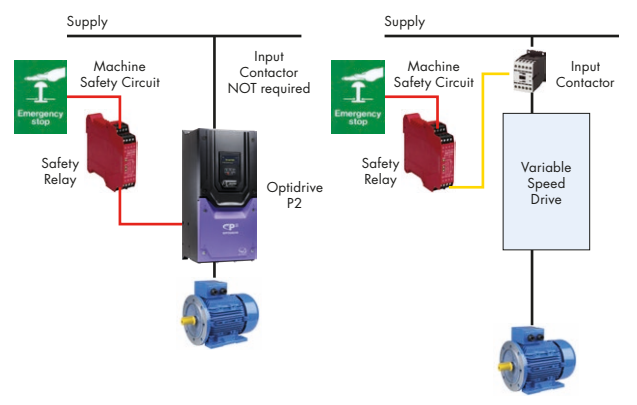 Supply
Machine
Safety Circuit
Input
Contactor
NOT required
Emergency
stop
Safety
Relay
Optidrive
P2
Supply
Machine
Safety Circuit
Input
Contactor
Emergency
stop
Safety
Relay
Variable
Speed
Drive